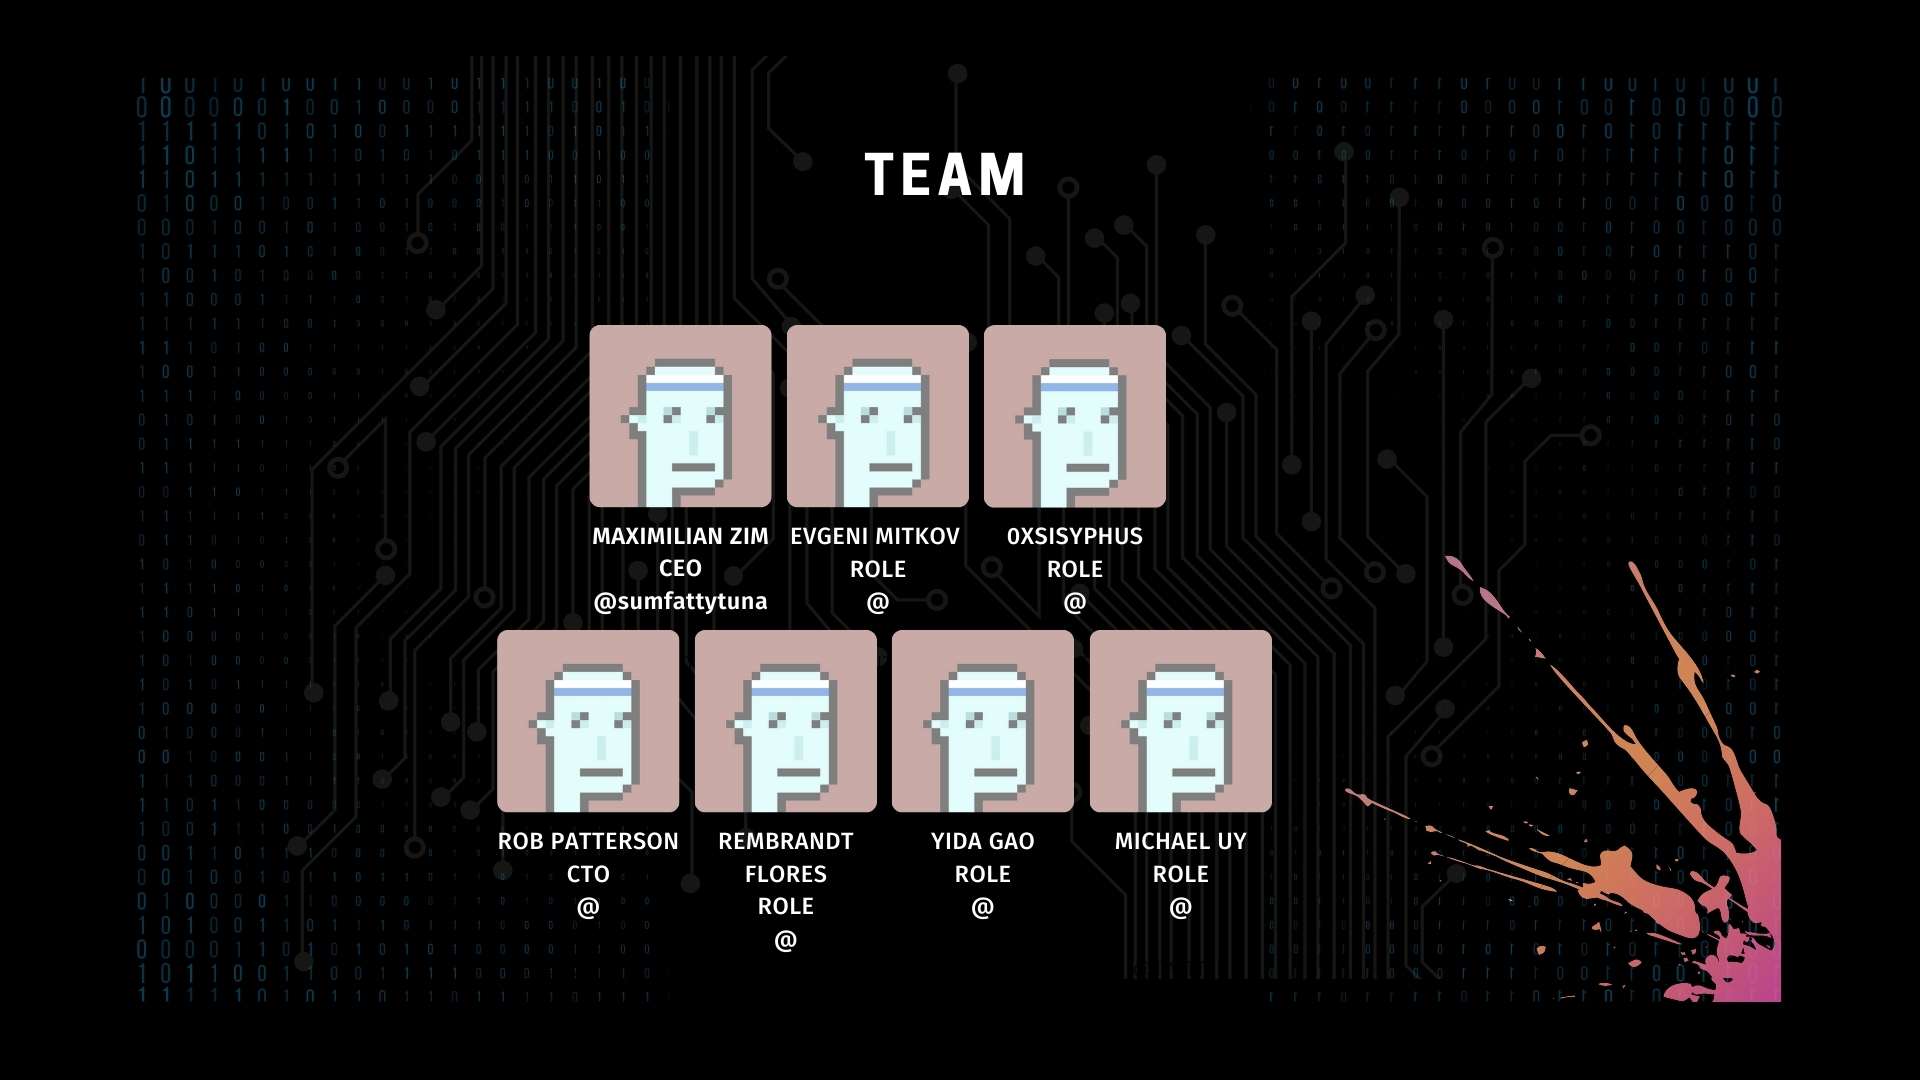 TEAM
MAXIMILIAN ZIM
CEO
@sumfattytuna
EVGENI MITKOV
ROLE
@
0XSISYPHUS
ROLE
@
ROB PATTERSON
CTO
@
REMBRANDT
FLORES
ROLE
@
YIDA GAO
ROLE
@
MICHAEL UY
ROLE
@